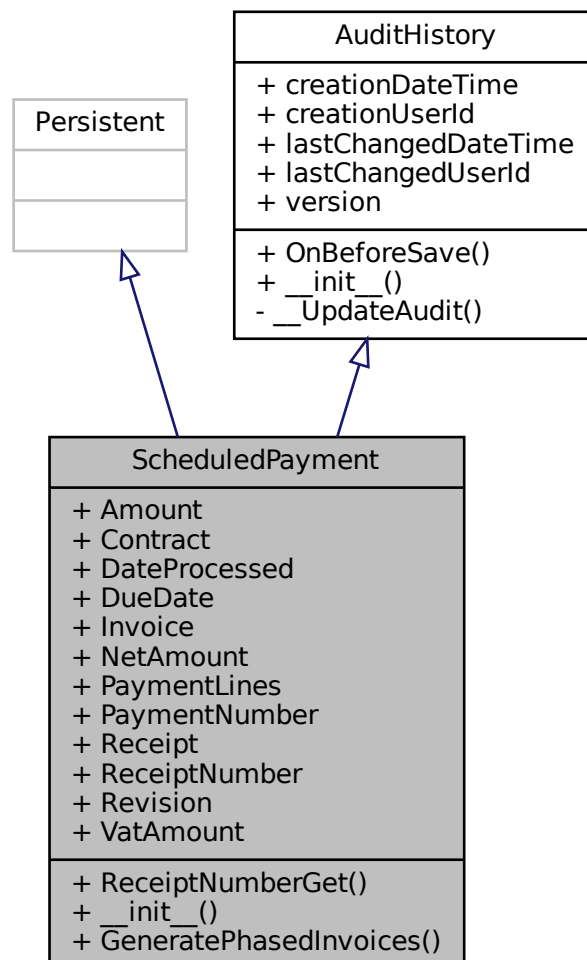 AuditHistory
+ creationDateTime
+ creationUserId
+ lastChangedDateTime
+ lastChangedUserId
+ version
+ OnBeforeSave()
+ __init__()
- __UpdateAudit()
Persistent
ScheduledPayment
+ Amount
+ Contract
+ DateProcessed
+ DueDate
+ Invoice
+ NetAmount
+ PaymentLines
+ PaymentNumber
+ Receipt
+ ReceiptNumber
+ Revision
+ VatAmount
+ ReceiptNumberGet()
+ __init__()
+ GeneratePhasedInvoices()